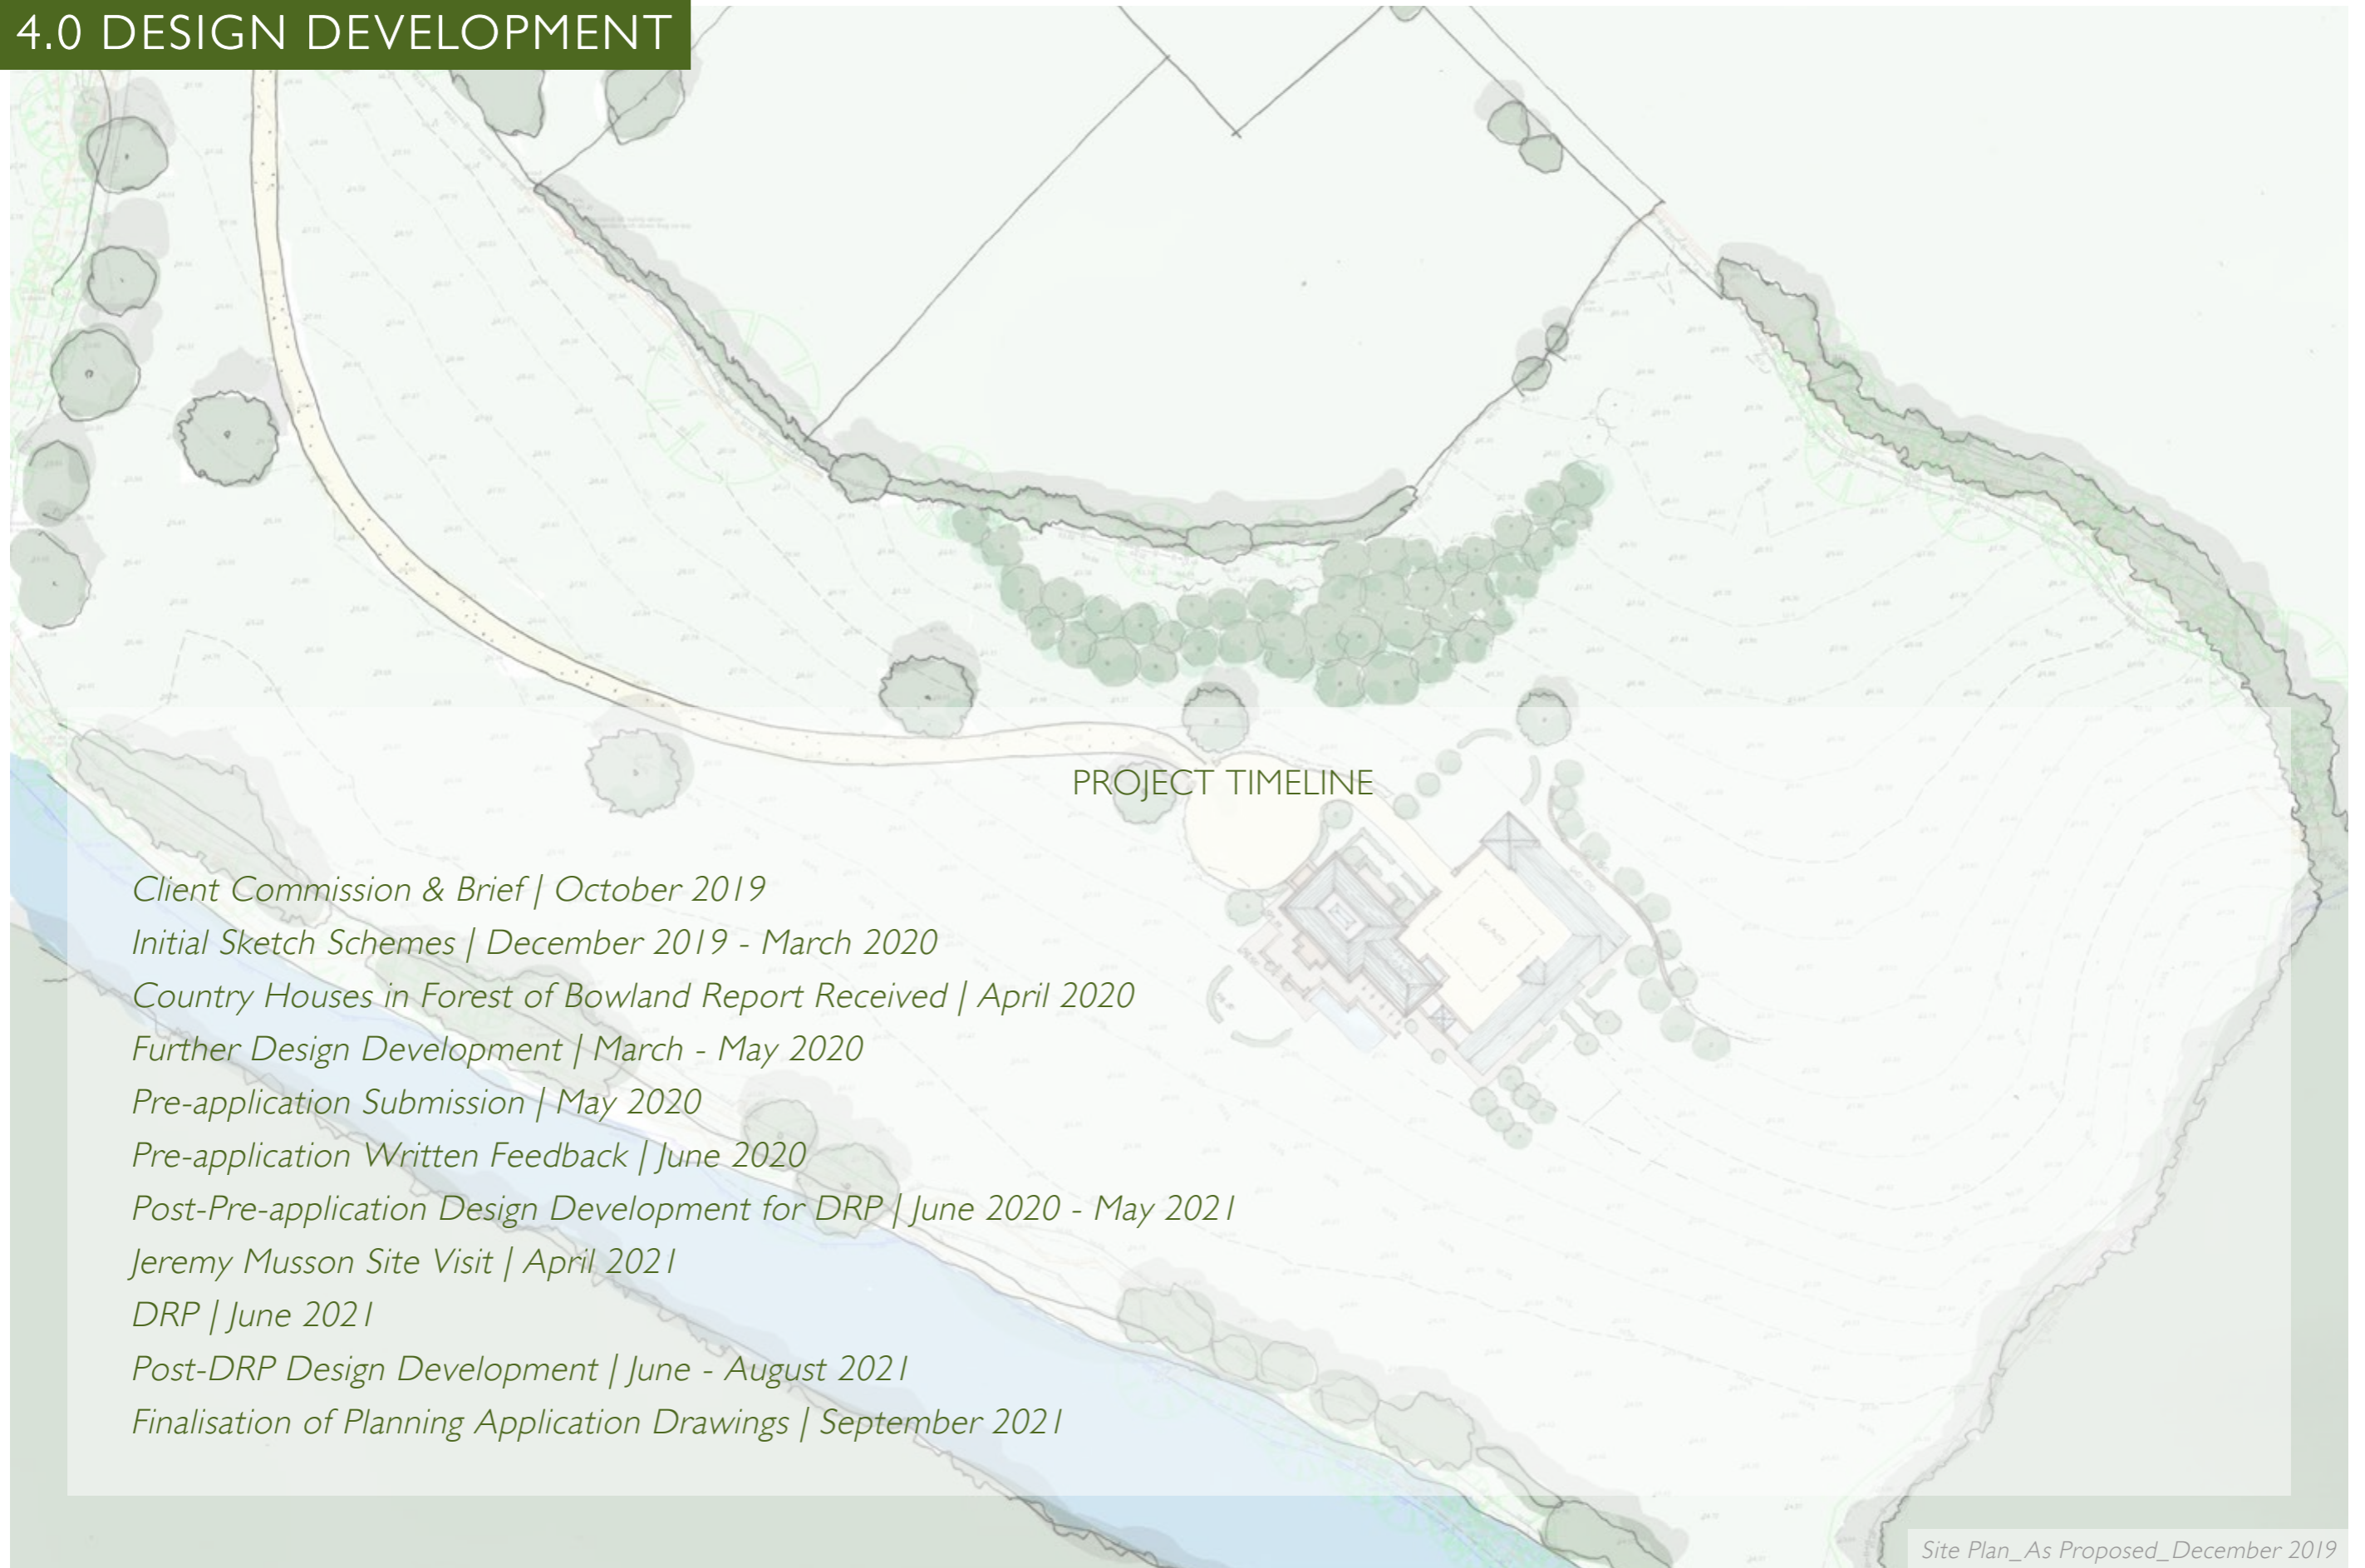 4.0 DESIGN DEVELOPMENT
PROJECT TIMELINE
Client Commission & Brief | October 2019
Initial Sketch Schemes | December 2019 - March 2020
Country Houses in Forest of Bowland Report Received | April 2020
Further Design Development | March - May 2020
Pre-application Submission | May 2020
Pre-application Written Feedback | June 2020
Post-Pre-application Design Development for DRP | June 2020 - May 2021
Jeremy Musson Site Visit | April 2021
DRP | June 2021
Post-DRP Design Development | June - August 2021
Finalisation of Planning Application Drawings | September 2021
Site Plan_As Proposed_December 2019